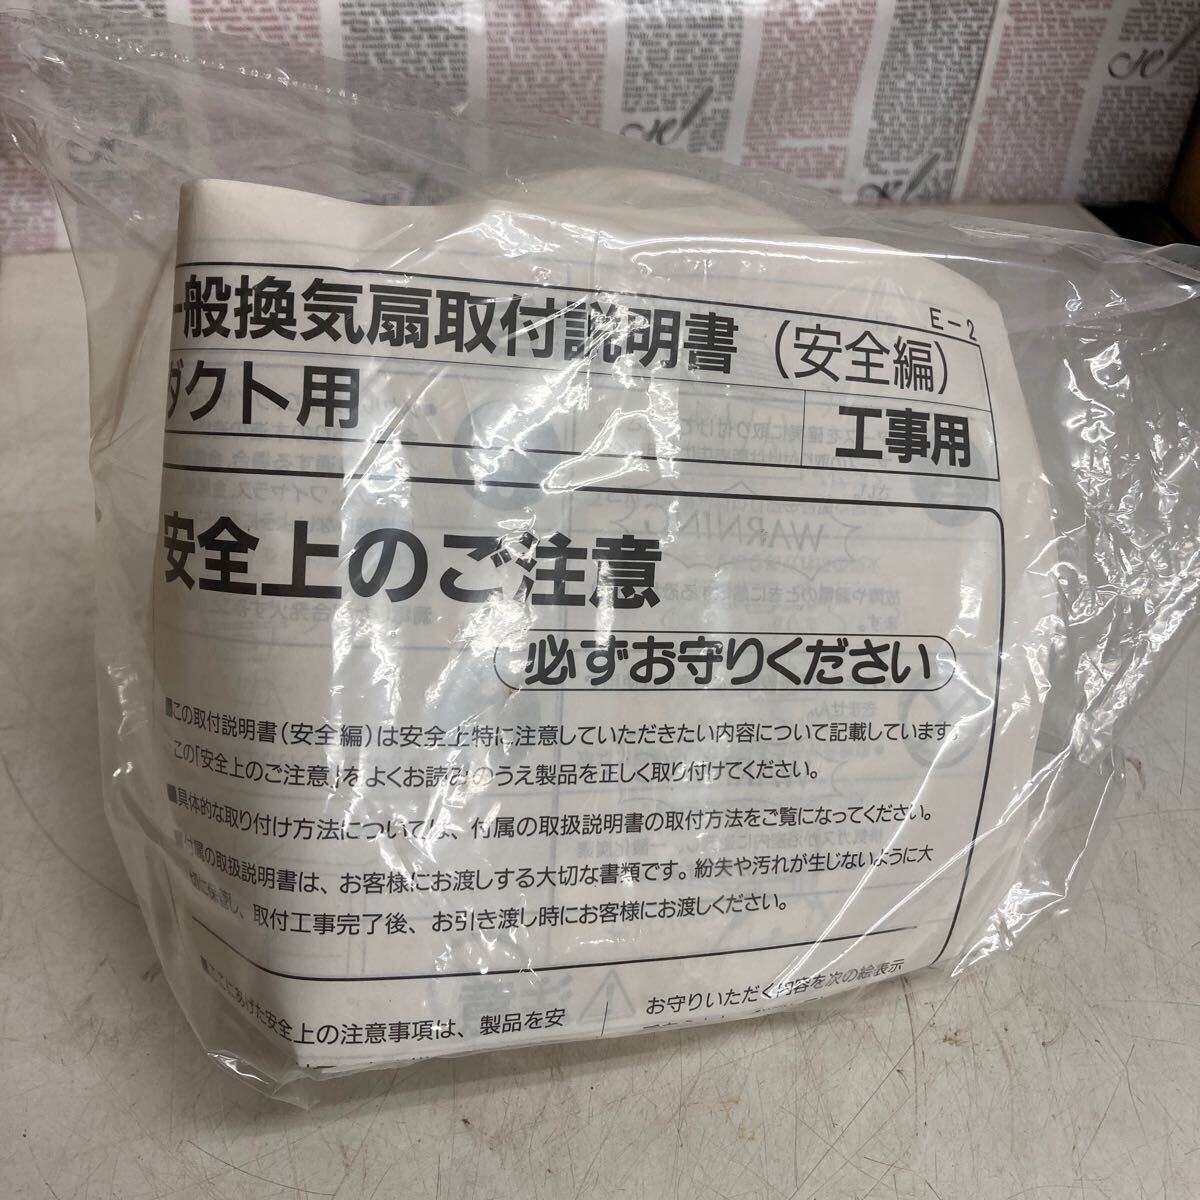 E-2
一般換気扇取付説明書（安全編）
ダクト用
工事用
安全上のご注意
必ずお守りください
■この取付説明書（安全編）は安全上特に注意していただきたい内容について記載しています。
この「安全上のご注意」をよくお読みのうえ製品を正しく取り付けてください。
■具体的な取り付け方法については、付属の取扱説明書の取付方法をご覧になってください。
■付属の取扱説明書は、お客様にお渡しする大切な書類です。紛失や汚れが生じないように大
切に保護し、取付工事完了後、お引き渡し時にお客様にお渡しください。
■ここにあげた安全上の注意事項は、製品を安
お守りいただく内容を次の絵表示
WARNING